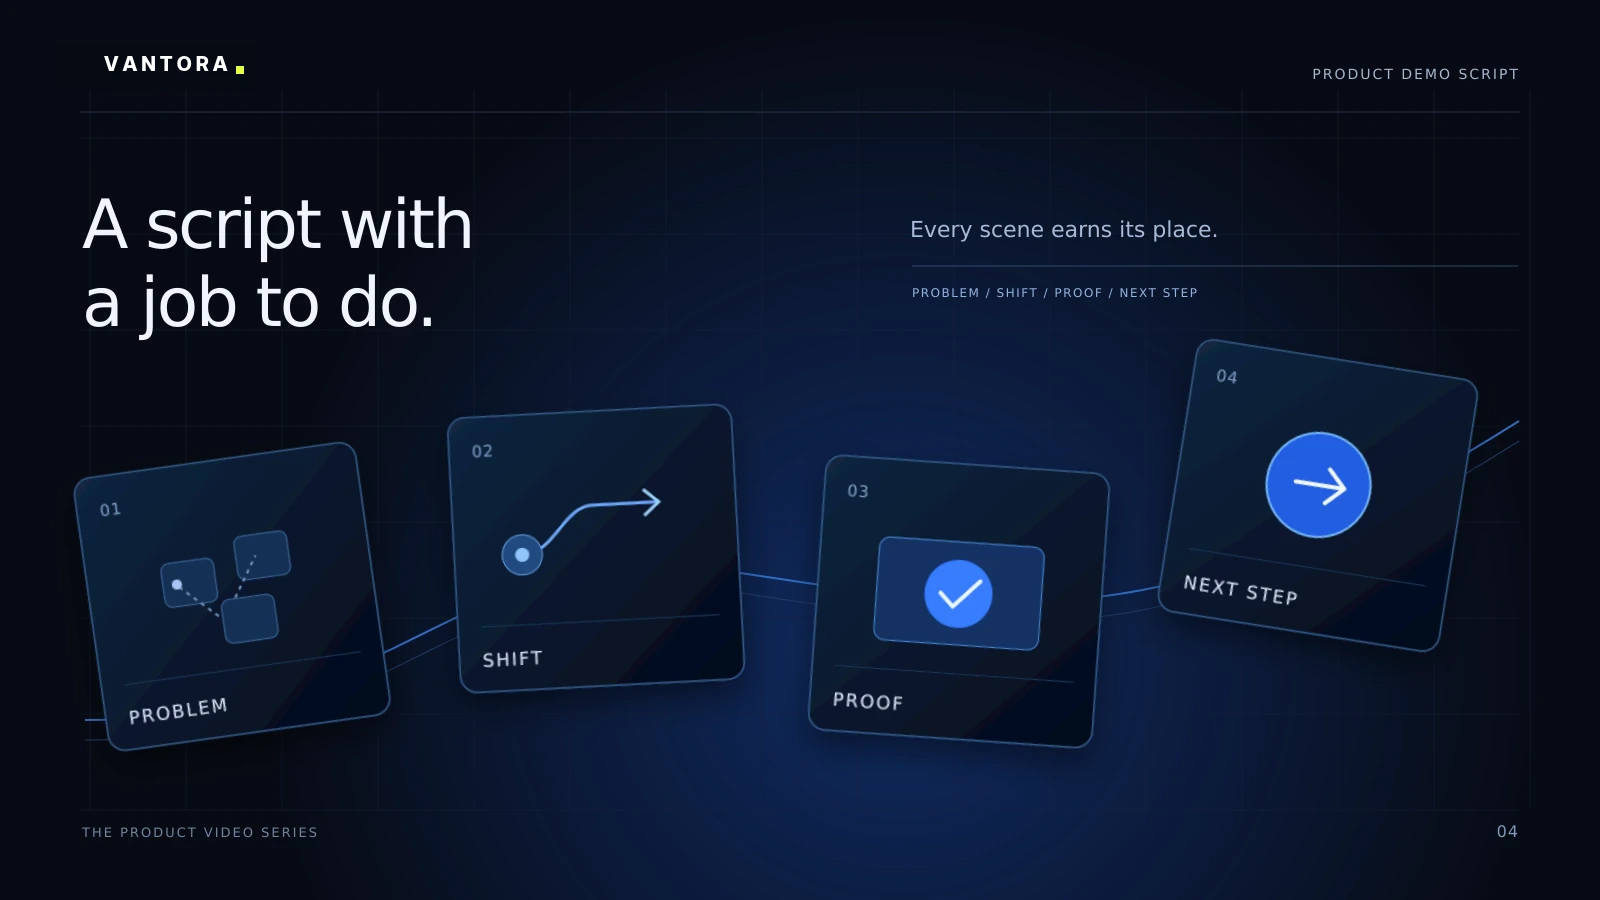 VANTORA
PRODUCT DEMO SCRIPT
A script with
a job to do.
Every scene earns its place.
PROBLEM / SHIFT / PROOF / NEXT STEP
01
PROBLEM
02
SHIFT
03
PROOF
04
NEXT STEP
THE PRODUCT VIDEO SERIES
04